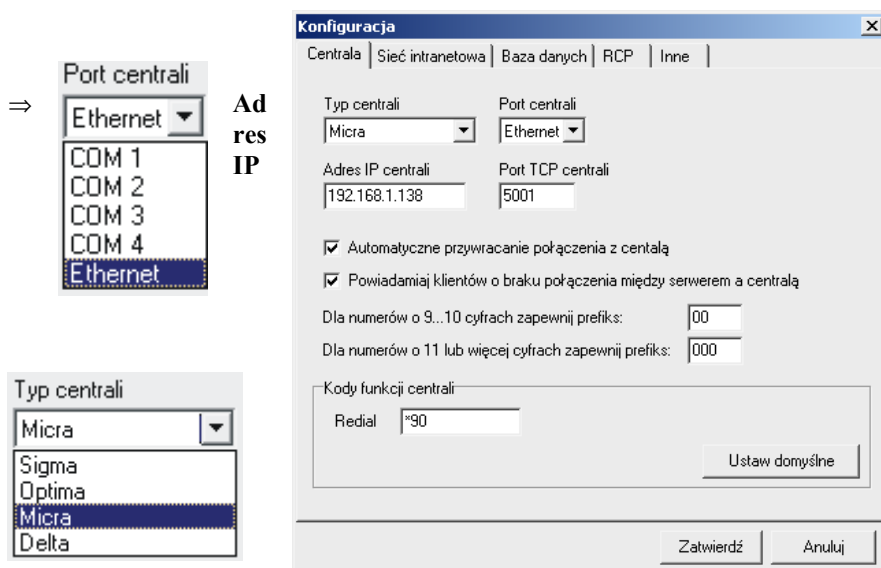 Port centrali
⇒ Ethernet
COM 1
COM 2
COM 3
COM 4
Ethernet
Ad
res
IP
Typ centrali
Micra
Sigma
Optima
Micra
Delta
Konfiguracja
Centrala Sieć intranetowa Baza danych RCP Inne
Typ centrali Port centrali
Micra Ethernet
Adres IP centrali Port TCP centrali
192.168.1.138 5001
Automatyczne przywracanie połączenia z centalą
Powiadamiaj klientów o braku połączenia między serwerem a centralą
Dla numerów o 9...10 cyfrach zapewnij prefiks: 00
Dla numerów o 11 lub więcej cyfrach zapewnij prefiks: 000
Kody funkcji centrali
Redial *90
Ustaw domyślne
Zatwierdź Anuluj